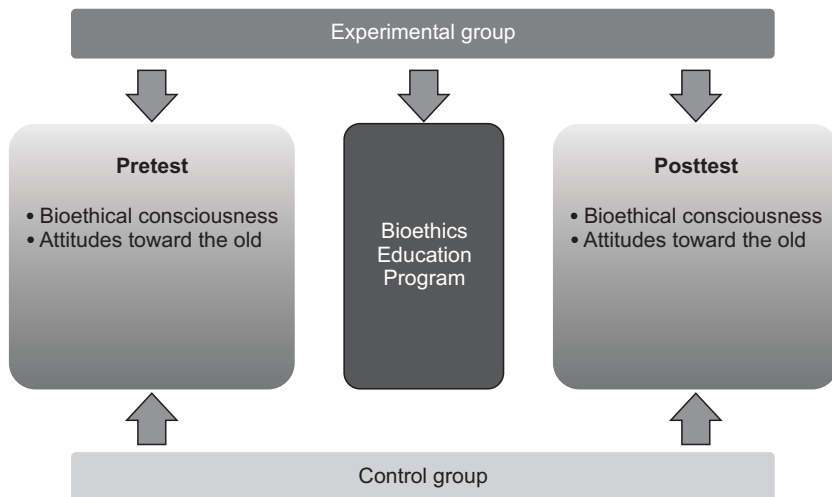 Experimental group
Pretest
• Bioethical consciousness
• Attitudes toward the old
Bioethics
Education
Program
Posttest
• Bioethical consciousness
• Attitudes toward the old
Control group